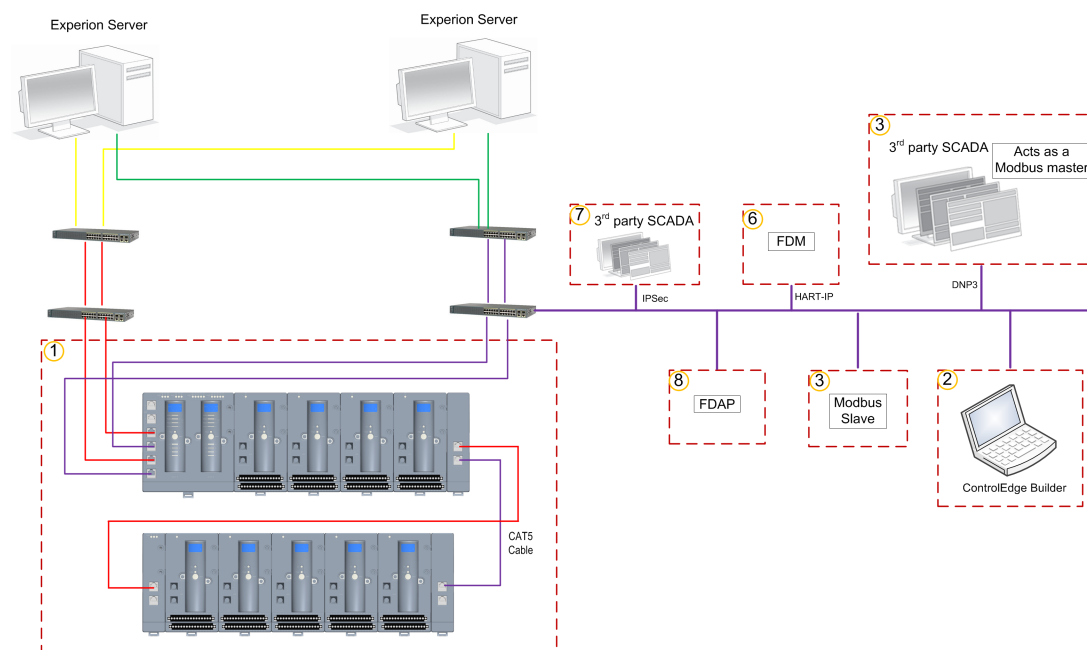 Experion Server
Experion Server
3
3rd party SCADA
Acts as a
Modbus master
7
3rd party SCADA
6
FDM
IPSec
HART-IP
DNP3
1
8
FDAP
3
Modbus
Slave
2
ControlEdge Builder
CAT5
Cable